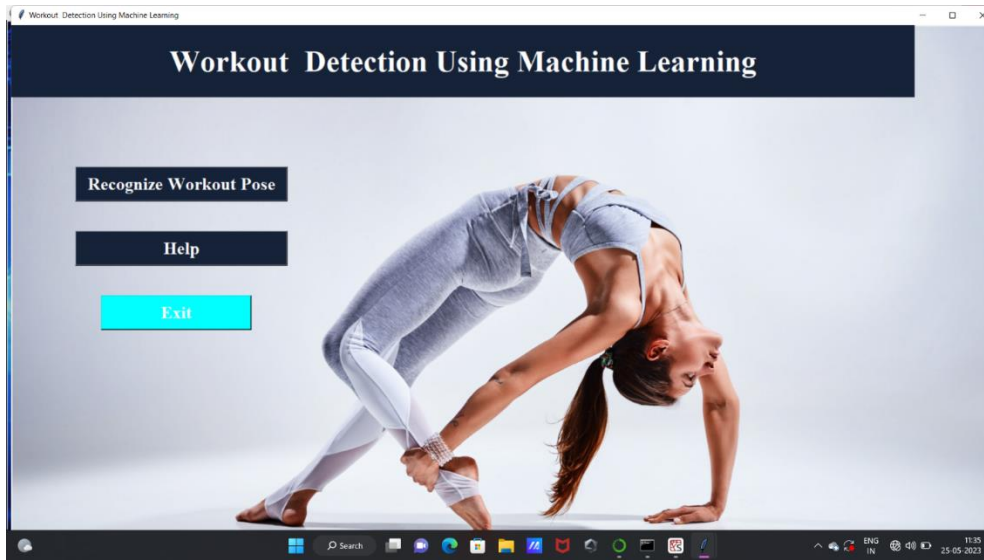 Workout  Detection Using Machine Learning
Workout  Detection Using Machine Learning
Recognize Workout Pose
Help
Exit
Search
ENG
IN
11:35
25-05-2023